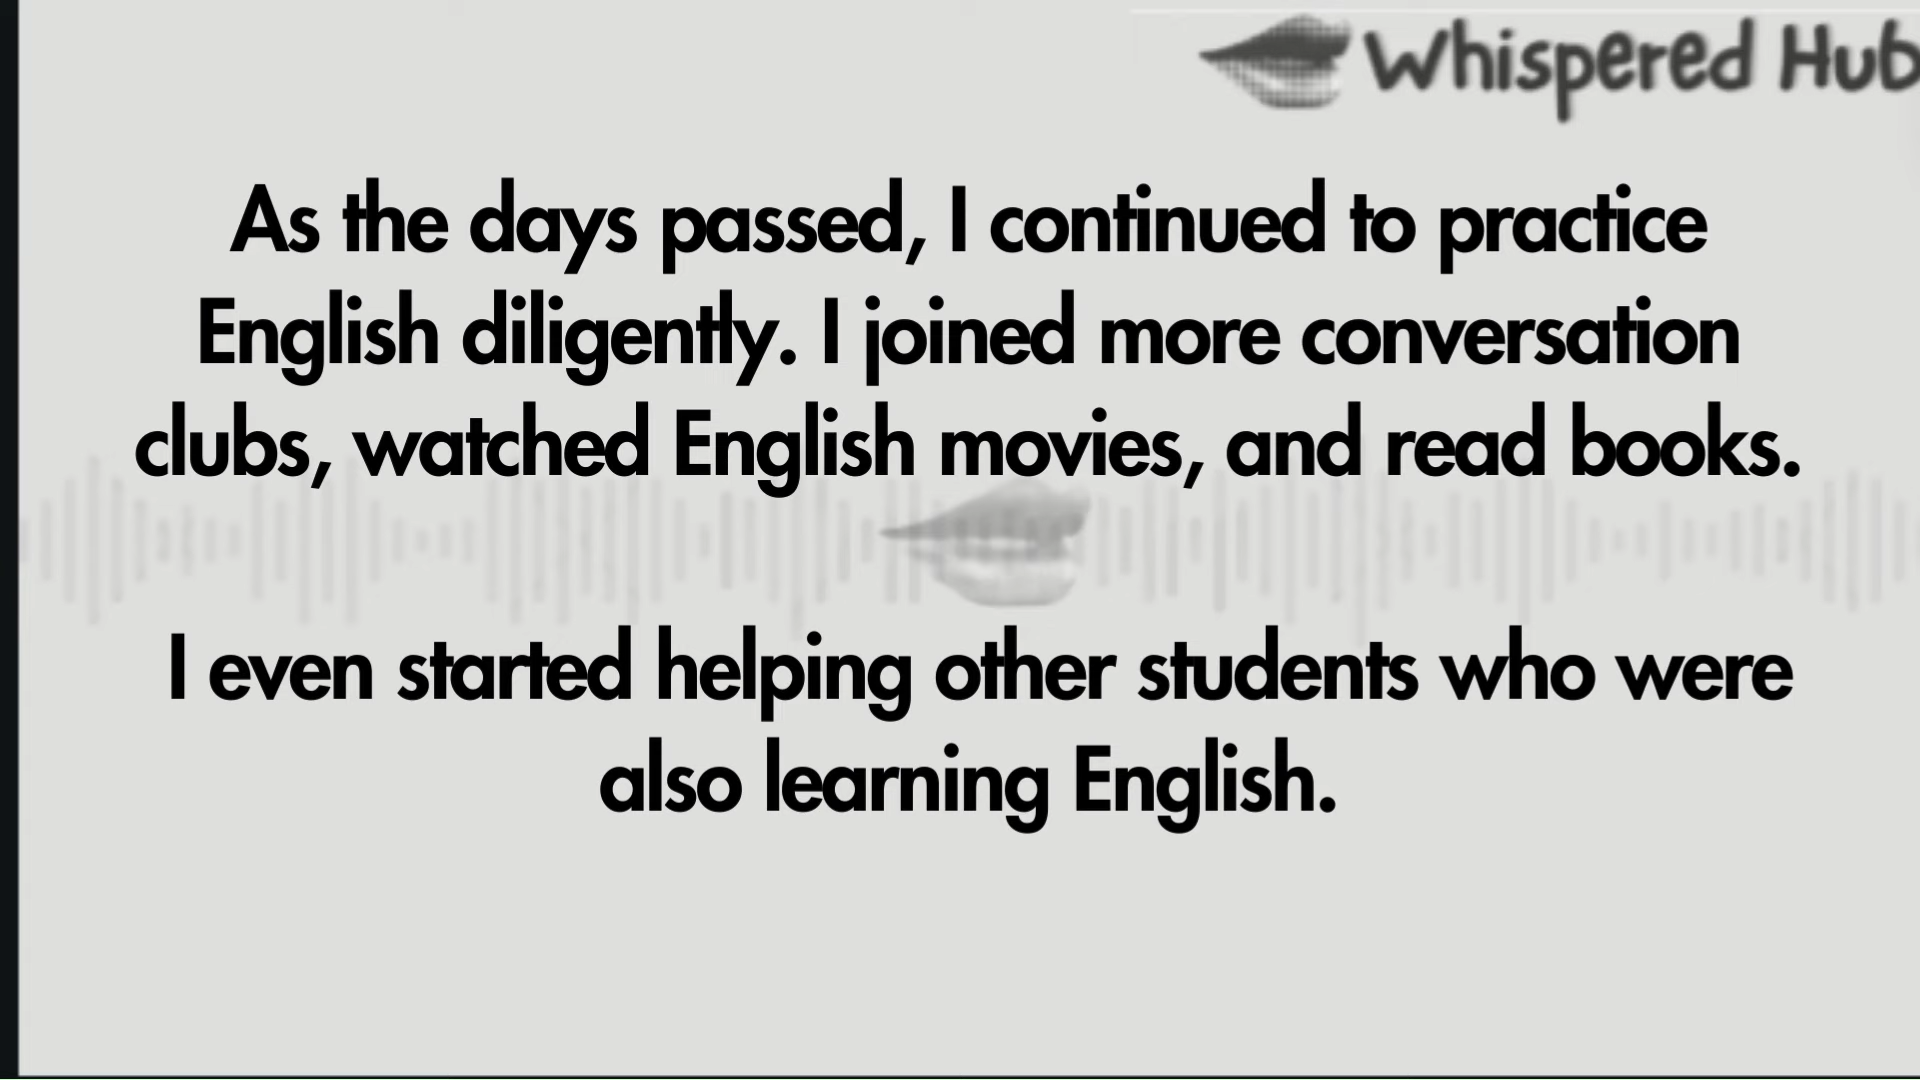 Whispered Hub
As the days passed, I continued to practice
English diligently. I joined more conversation
clubs, watched English movies, and read books.
I even started helping other students who were
also learning English.